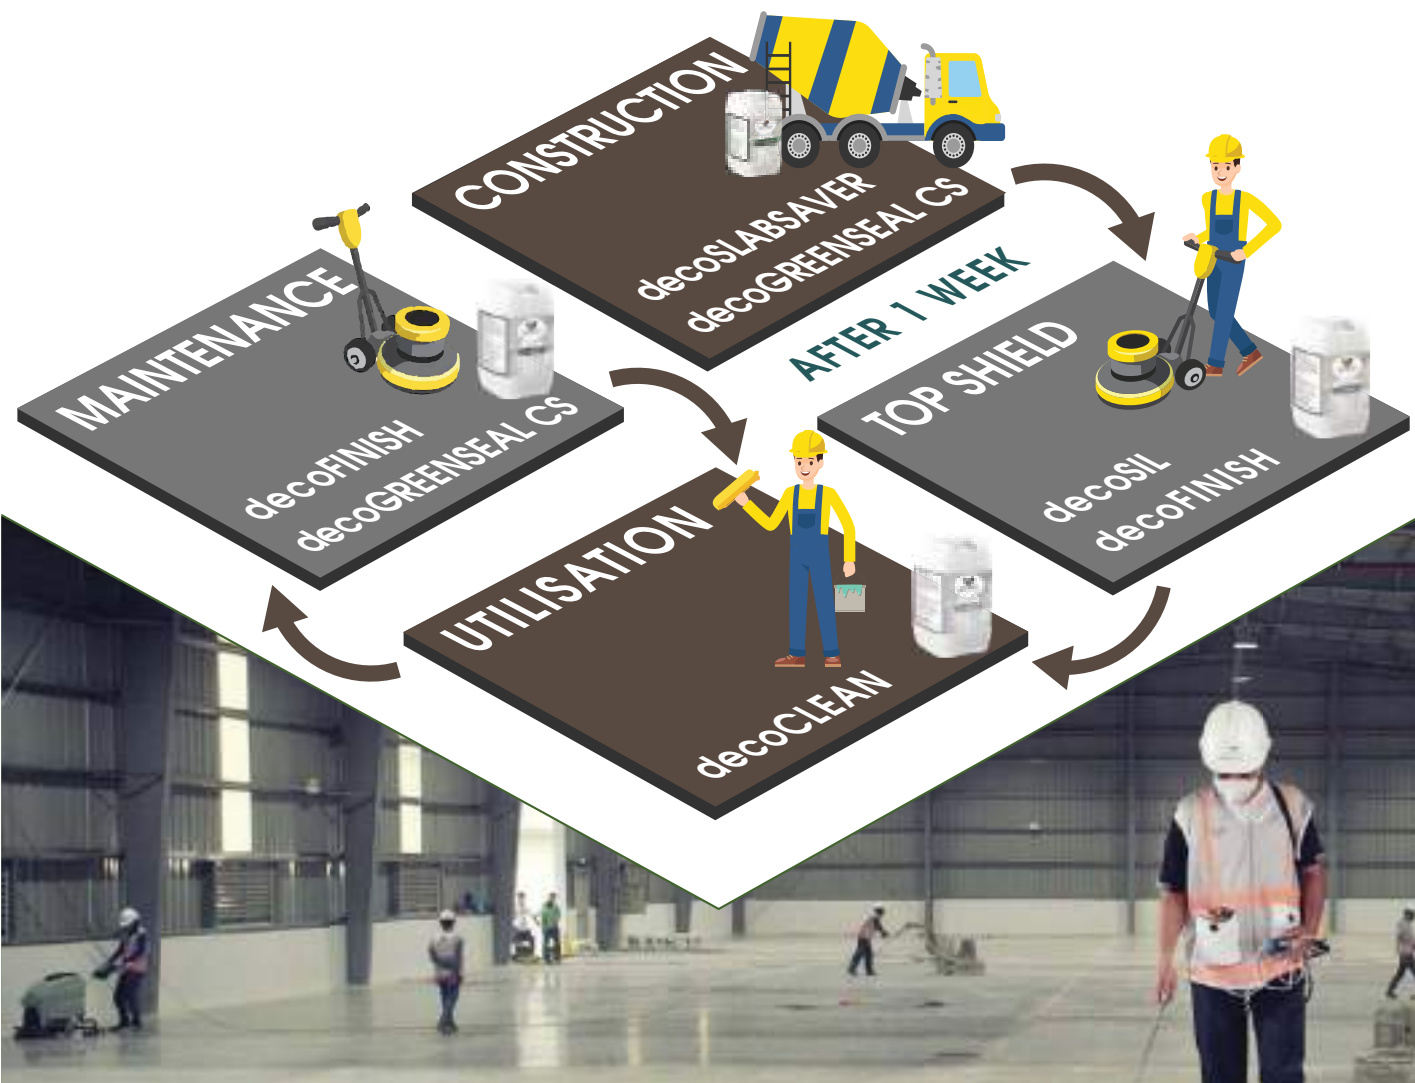 CONSTRUCTION
decoSLABSAVER
decoGREENSEAL CS
AFTER 1 WEEK
TOP SHIELD
decoSIL
decoFINISH
UTILISATION
decoCLEAN
MAINTENANCE
decoFINISH
decoGREENSEAL CS